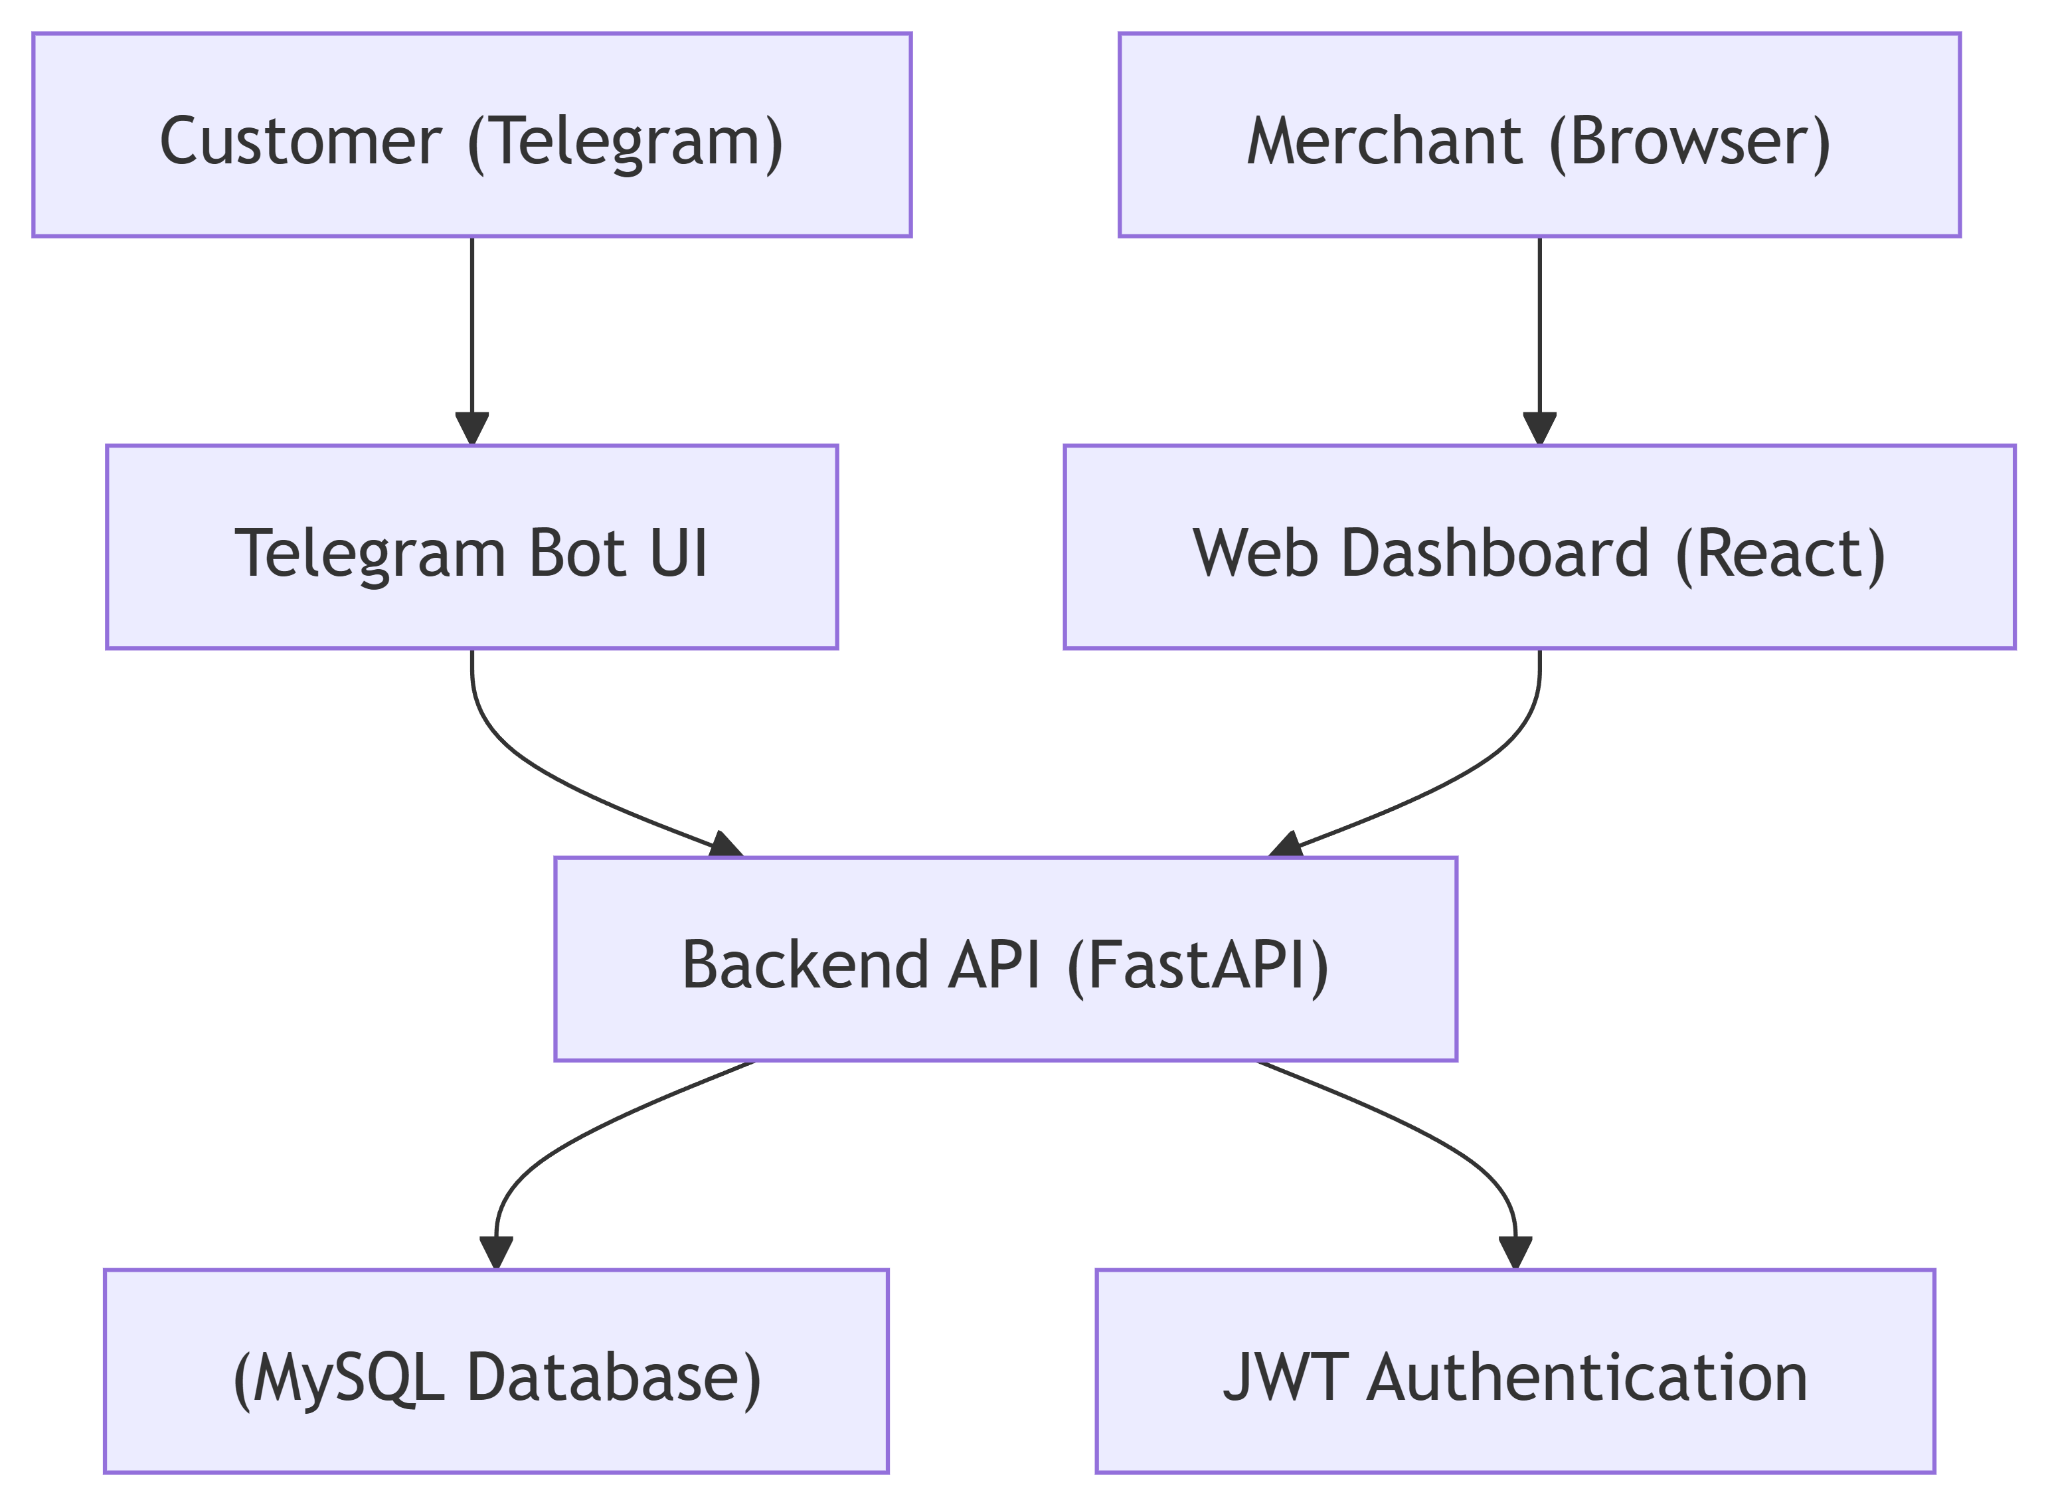 Customer (Telegram)
Merchant (Browser)
Telegram Bot UI
Web Dashboard (React)
Backend API (FastAPI)
(MySQL Database)
JWT Authentication